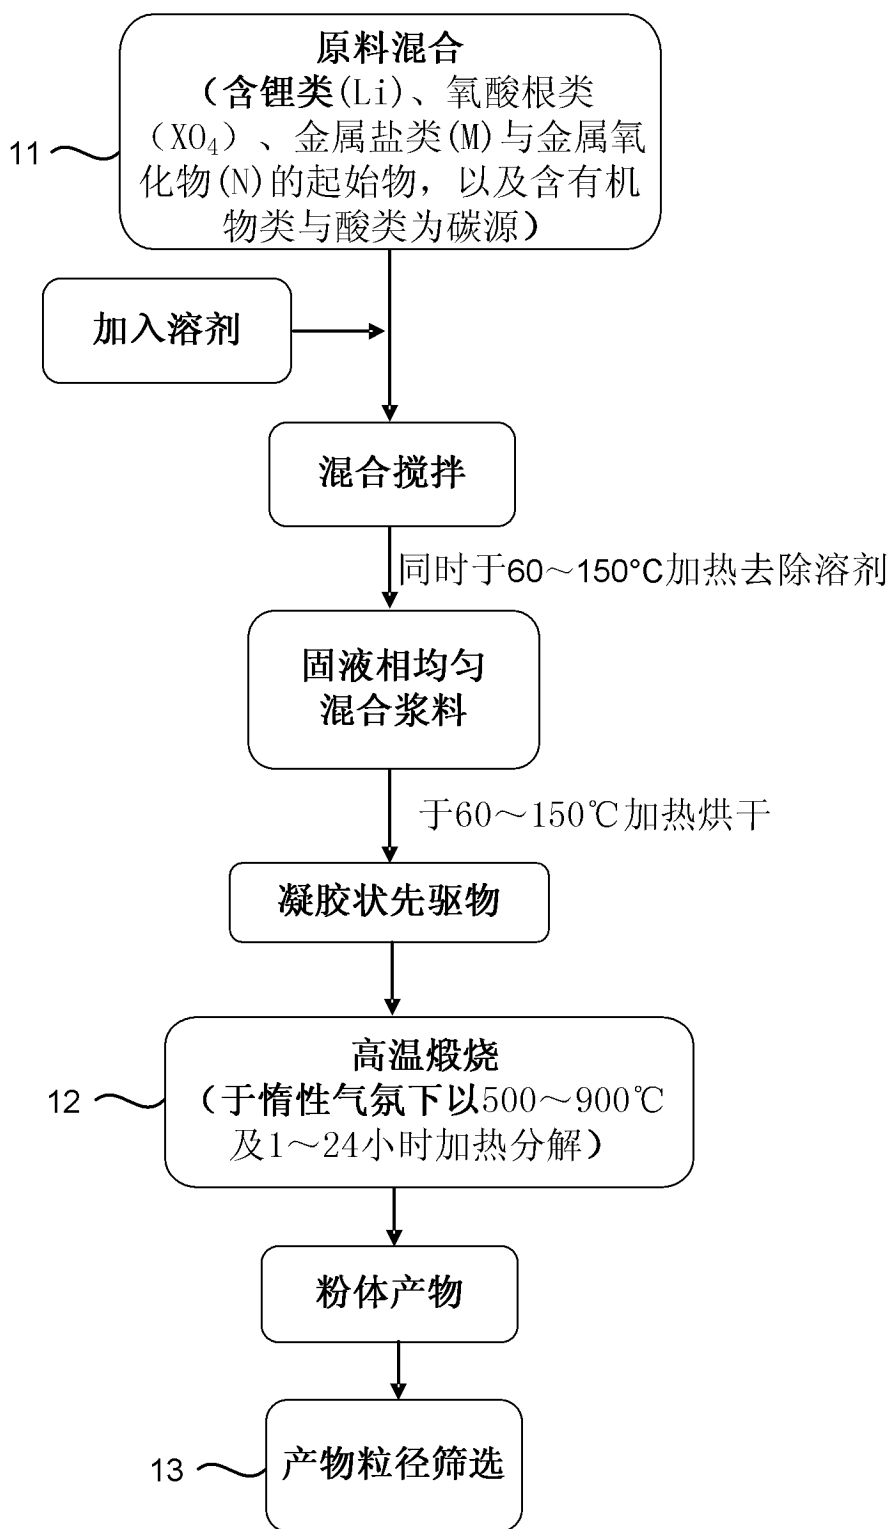 原料混合
（含锂类(Li)、氧酸根类
11
（XO₄）、金属盐类(M)与金属氧
化物(N)的起始物，以及含有机
物类与酸类为碳源）
加入溶剂
混合搅拌
同时于60～150°C加热去除溶剂
固液相均匀
混合浆料
于60～150℃加热烘干
凝胶状先驱物
高温煅烧
12
（于惰性气氛下以500～900℃
及1～24小时加热分解）
粉体产物
13
产物粒径筛选